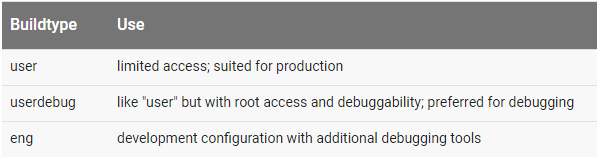 Buildtype Use
user limited access; suited for production
userdebug like "user" but with root access and debuggability; preferred for debugging
eng development configuration with additional debugging tools